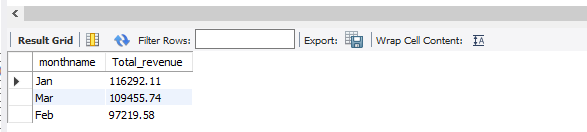 Result Grid Filter Rows: Export: Wrap Cell Content: IA
monthname Total_revenue
Jan 116292.11
Mar 109455.74
Feb 97219.58